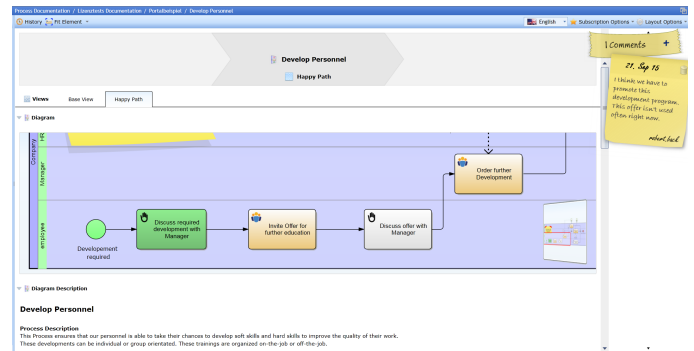 Process Documentation / Lizenztests Documentation / Portalbeispiel / Develop Personnel
History Fit Element
English Subscription Options Layout Options
Develop Personnel
Happy Path
1 Comments +
21. Sep 15
I think we have to
promote this
development program.
This offer isn't used
often right now.
robert.back
Views Base View Happy Path
Diagram
Company
HR
Manager
employee
Order further
Development
Developement
required
Discuss required
development with
Manager
Invite Offer for
further education
Discuss offer with
Manager
Diagram Description
Develop Personnel
Process Description
This Process ensures that our personnel is able to take their chances to develop soft skills and hard skills to improve the quality of their work.
These developments can be individual or group orientated. These trainings are organized on-the-job or off-the-job.